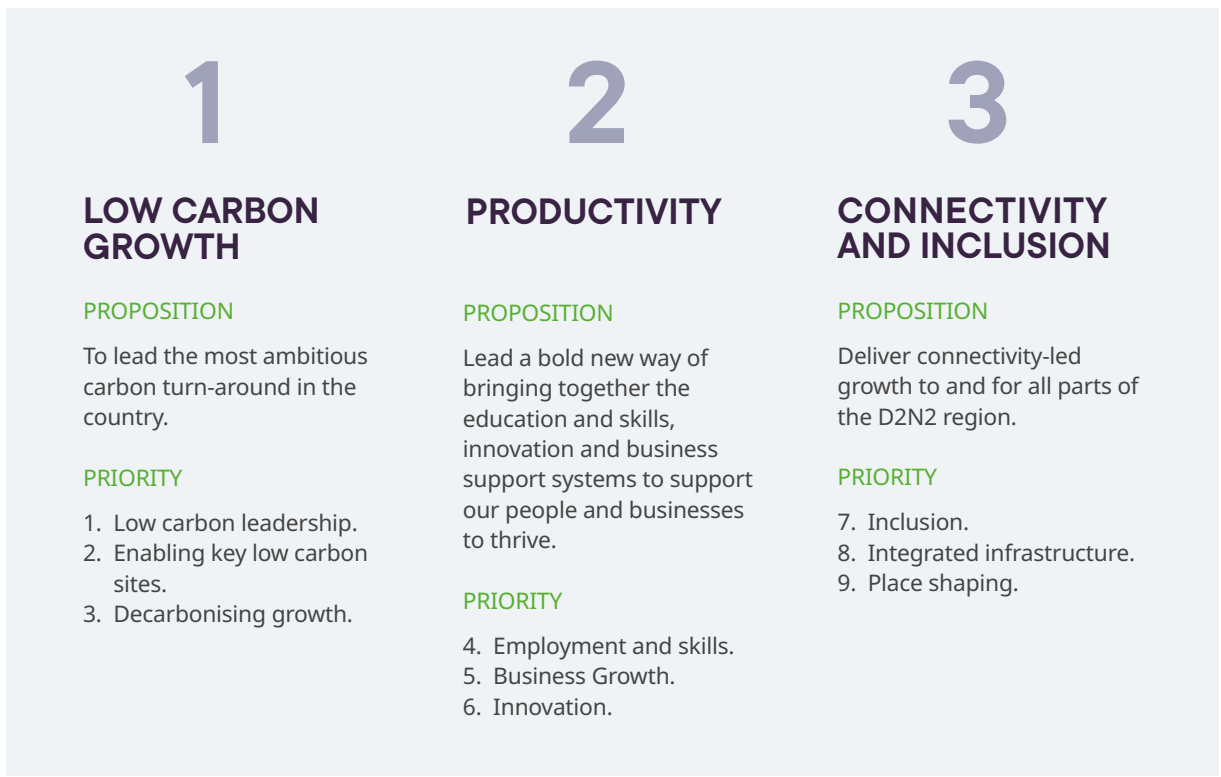 1
LOW CARBON
GROWTH
PROPOSITION
To lead the most ambitious
carbon turn-around in the
country.
PRIORITY
1. Low carbon leadership.
2. Enabling key low carbon
sites.
3. Decarbonising growth.
2
PRODUCTIVITY
PROPOSITION
Lead a bold new way of
bringing together the
education and skills,
innovation and business
support systems to support
our people and businesses
to thrive.
PRIORITY
4. Employment and skills.
5. Business Growth.
6. Innovation.
3
CONNECTIVITY
AND INCLUSION
PROPOSITION
Deliver connectivity-led
growth to and for all parts of
the D2N2 region.
PRIORITY
7. Inclusion.
8. Integrated infrastructure.
9. Place shaping.